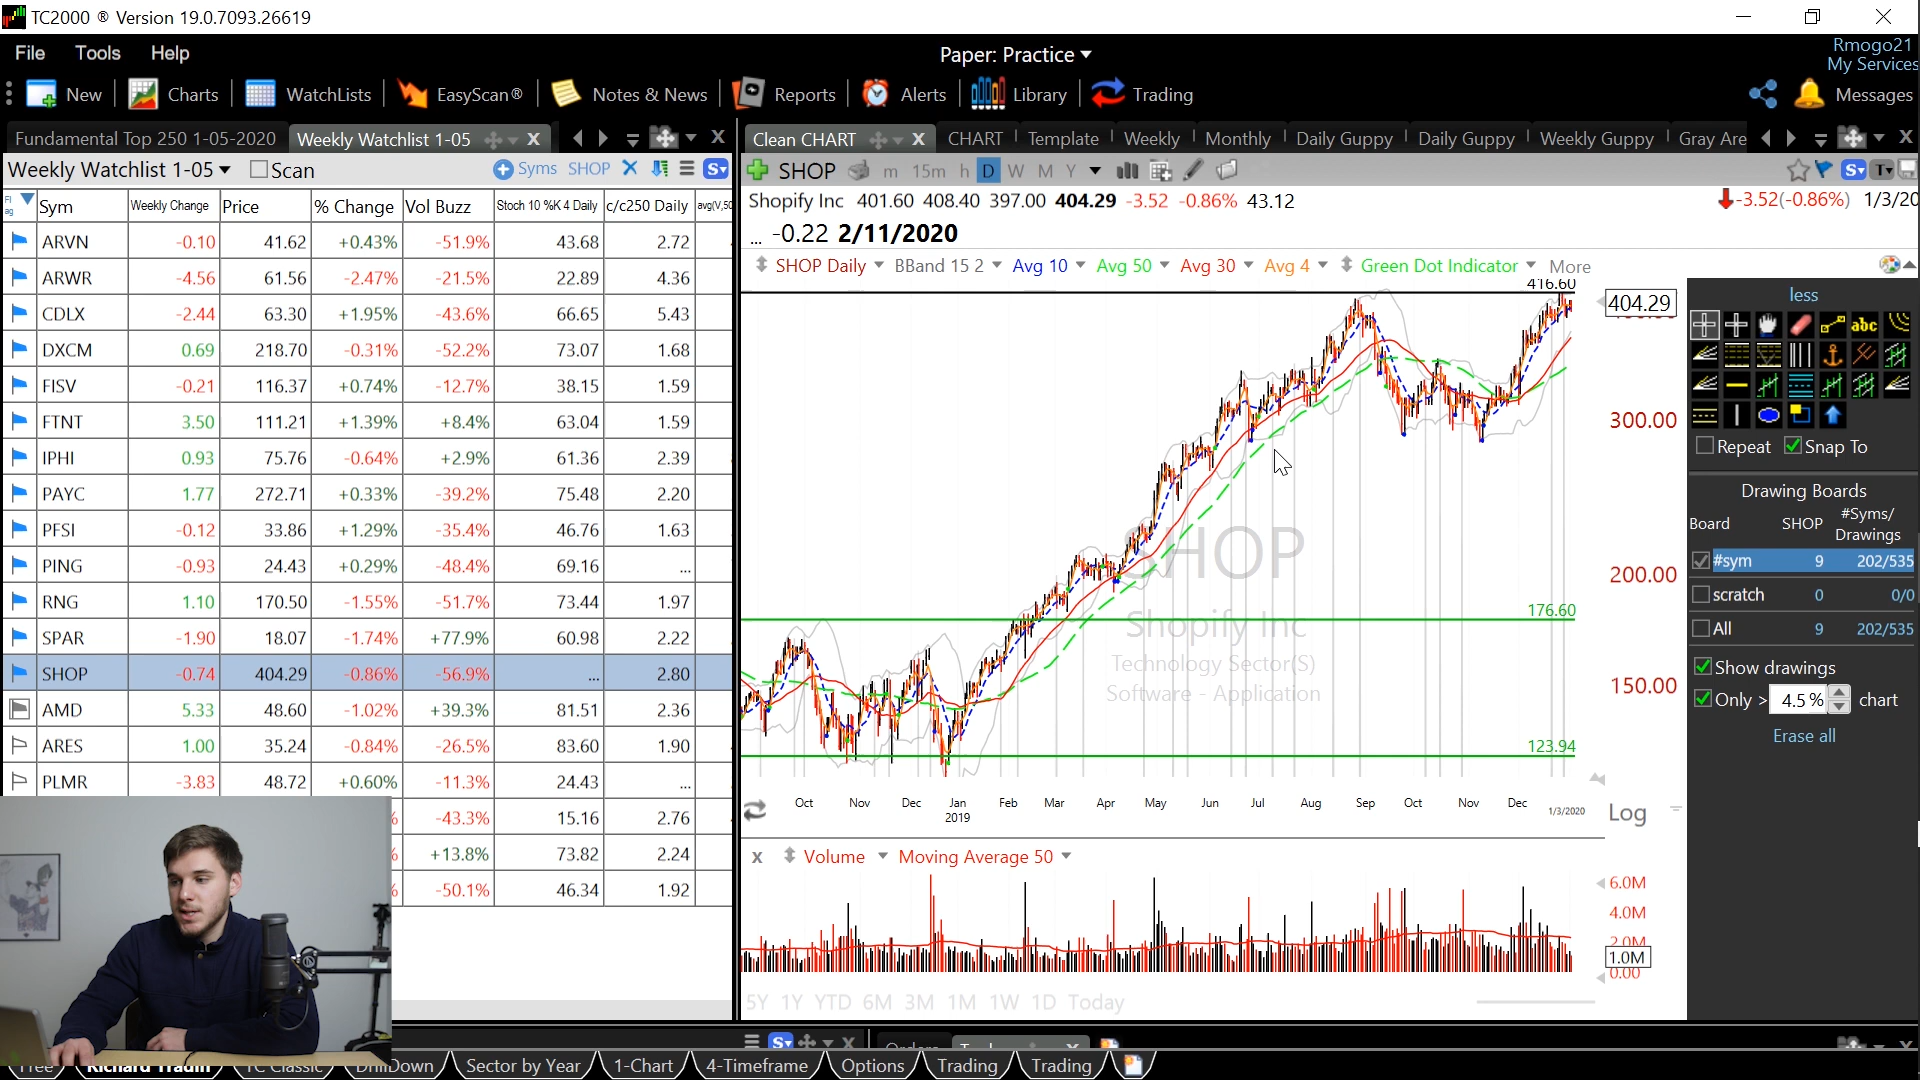 TC2000 ® Version 19.0.7093.26619
File Tools Help
Paper: Practice
Rmogo21
My Services
New Charts WatchLists EasyScan® Notes & News Reports Alerts Library Trading Messages
Fundamental Top 250 1-05-2020 Weekly Watchlist 1-05 X
Weekly Watchlist 1-05 Scan Syms SHOP
Flag Sym Weekly Change Price % Change Vol Buzz Stoch 10 %K 4 Daily c/c250 Daily avg(V,50
ARVN -0.10 41.62 +0.43% -51.9% 43.68 2.72
ARWR -4.56 61.56 -2.47% -21.5% 22.89 4.36
CDLX -2.44 63.30 +1.95% -43.6% 66.65 5.43
DXCM 0.69 218.70 -0.31% -52.2% 73.07 1.68
FISV -0.21 116.37 +0.74% -12.7% 38.15 1.59
FTNT 3.50 111.21 +1.39% +8.4% 63.04 1.59
IPHI 0.93 75.76 -0.64% +2.9% 61.36 2.39
PAYC 1.77 272.71 +0.33% -39.2% 75.48 2.20
PFSI -0.12 33.86 +1.29% -35.4% 46.76 1.63
PING -0.93 24.43 +0.29% -48.4% 69.16 ...
RNG 1.10 170.50 -1.55% -51.7% 73.44 1.97
SPAR -1.90 18.07 -1.74% +77.9% 60.98 2.22
SHOP -0.74 404.29 -0.86% -56.9% ... 2.80
AMD 5.33 48.60 -1.02% +39.3% 81.51 2.36
ARES 1.00 35.24 -0.84% -26.5% 83.60 1.90
PLMR -3.83 48.72 +0.60% -11.3% 24.43 ...
-43.3% 15.16 2.76
+13.8% 73.82 2.24
-50.1% 46.34 1.92
Clean CHART X CHART Template Weekly Monthly Daily Guppy Daily Guppy Weekly Guppy Gray Are
SHOP m 15m h D W M Y
Shopify Inc 401.60 408.40 397.00 404.29 -3.52 -0.86% 43.12
-3.52(-0.86%) 1/3/20
... -0.22 2/11/2020
SHOP Daily BBand 15 2 Avg 10 Avg 50 Avg 30 Avg 4 Green Dot Indicator More
416.60
404.29
300.00
200.00
176.60
150.00
123.94
SHOP
Shopify Inc
Technology Sector(S)
Software - Application
Oct Nov Dec Jan Feb Mar Apr May Jun Jul Aug Sep Oct Nov Dec 1/3/2020
2019
Log
x Volume Moving Average 50
6.0M
4.0M
2.0M
1.0M
0.00
5Y 1Y YTD 6M 3M 1M 1W 1D Today
less
abc
Repeat Snap To
Drawing Boards
Board SHOP #Syms/
Drawings
#sym 9 202/535
scratch 0 0/0
All 9 202/535
Show drawings
Only > 4.5 % chart
Erase all
Richard Tradin TC Classic DrillDown Sector by Year 1-Chart 4-Timeframe Options Trading Trading